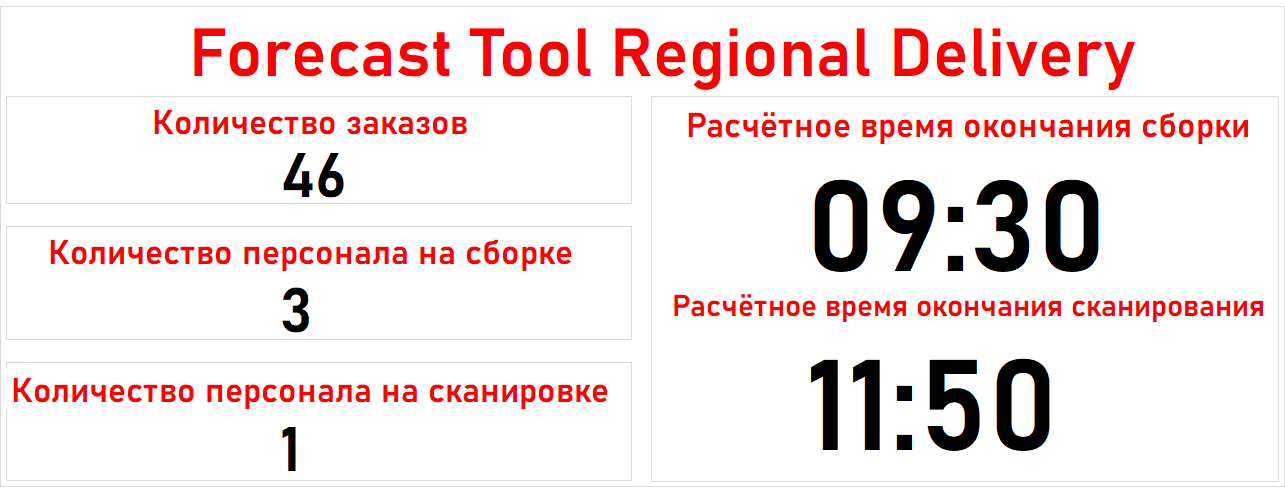 Forecast Tool Regional Delivery
Количество заказов
46
Количество персонала на сборке
3
Количество персонала на сканировке
1
Расчётное время окончания сборки
09:30
Расчётное время окончания сканирования
11:50